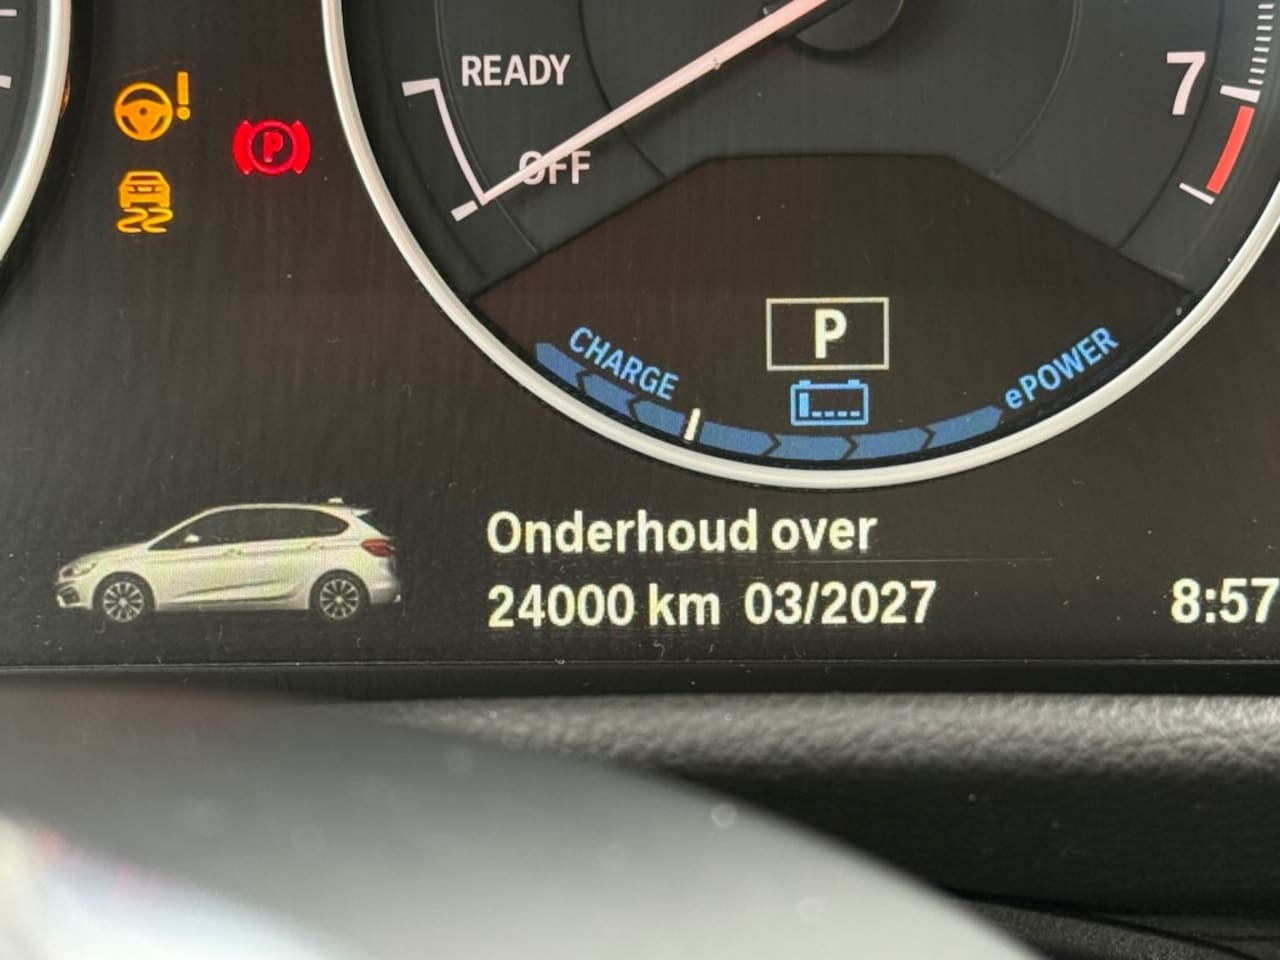 READY
OFF
7
P
P
CHARGE
ePOWER
Onderhoud over
24000 km 03/2027
8:57